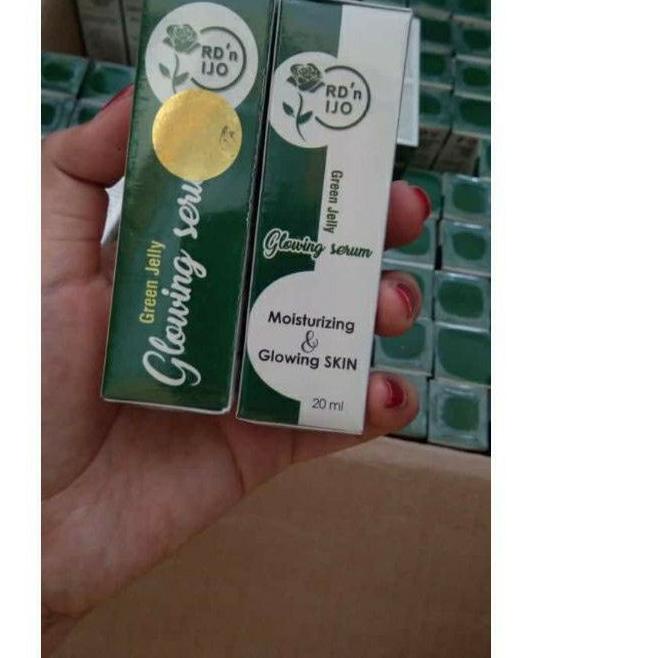 RD'n
IJO
Green Jelly
Glowing seru
RD'n
IJO
Green Jelly
Glowing serum
Moisturizing
&
Glowing SKIN
20 ml